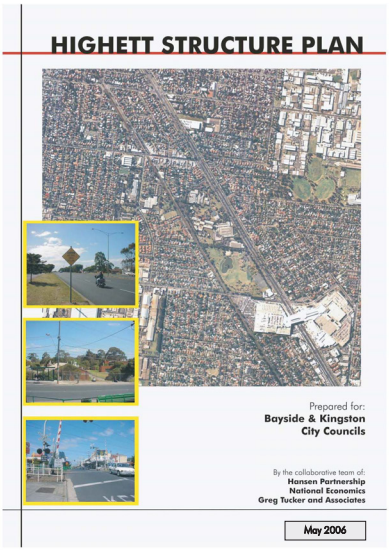 HIGHETT STRUCTURE PLAN
Prepared for:
Bayside & Kingston
City Councils
By the collaborative team of:
Hansen Partnership
National Economics
Greg Tucker and Associates
May 2006